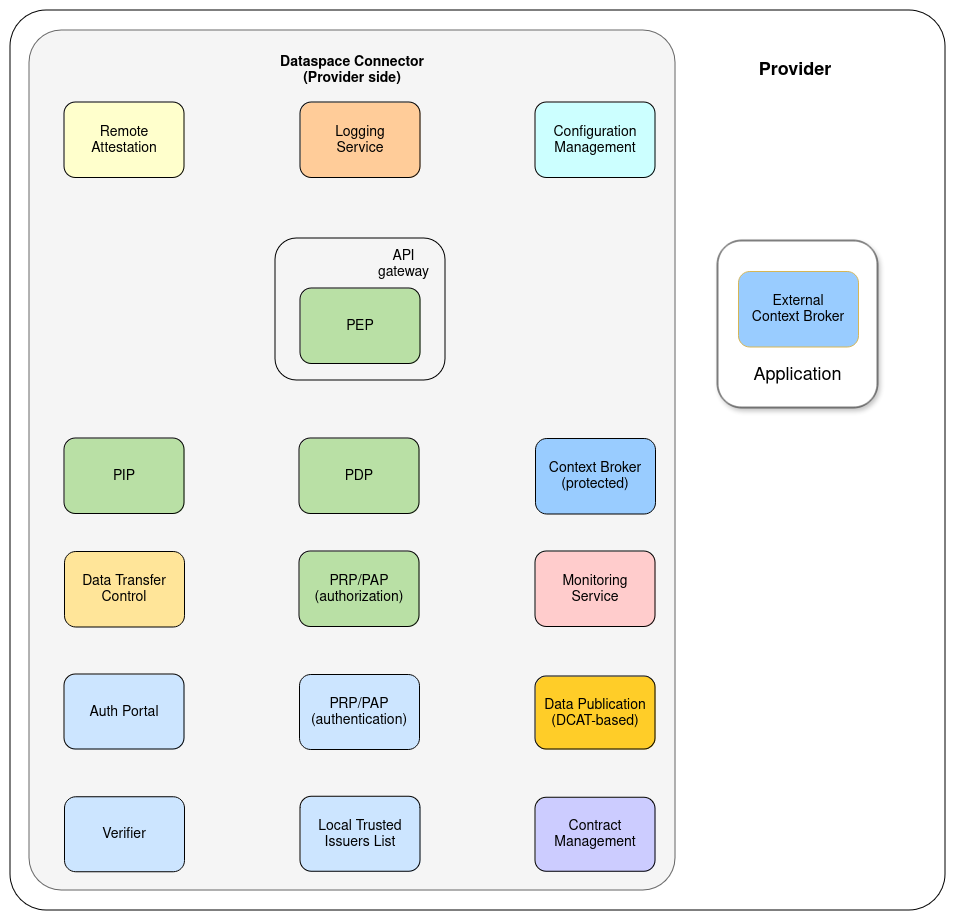 Dataspace Connector
(Provider side)
Provider
Remote
Attestation
Logging
Service
Configuration
Management
API
gateway
PEP
External
Context Broker
Application
PIP
PDP
Context Broker
(protected)
Data Transfer
Control
PRP/PAP
(authorization)
Monitoring
Service
Auth Portal
PRP/PAP
(authentication)
Data Publication
(DCAT-based)
Verifier
Local Trusted
Issuers List
Contract
Management